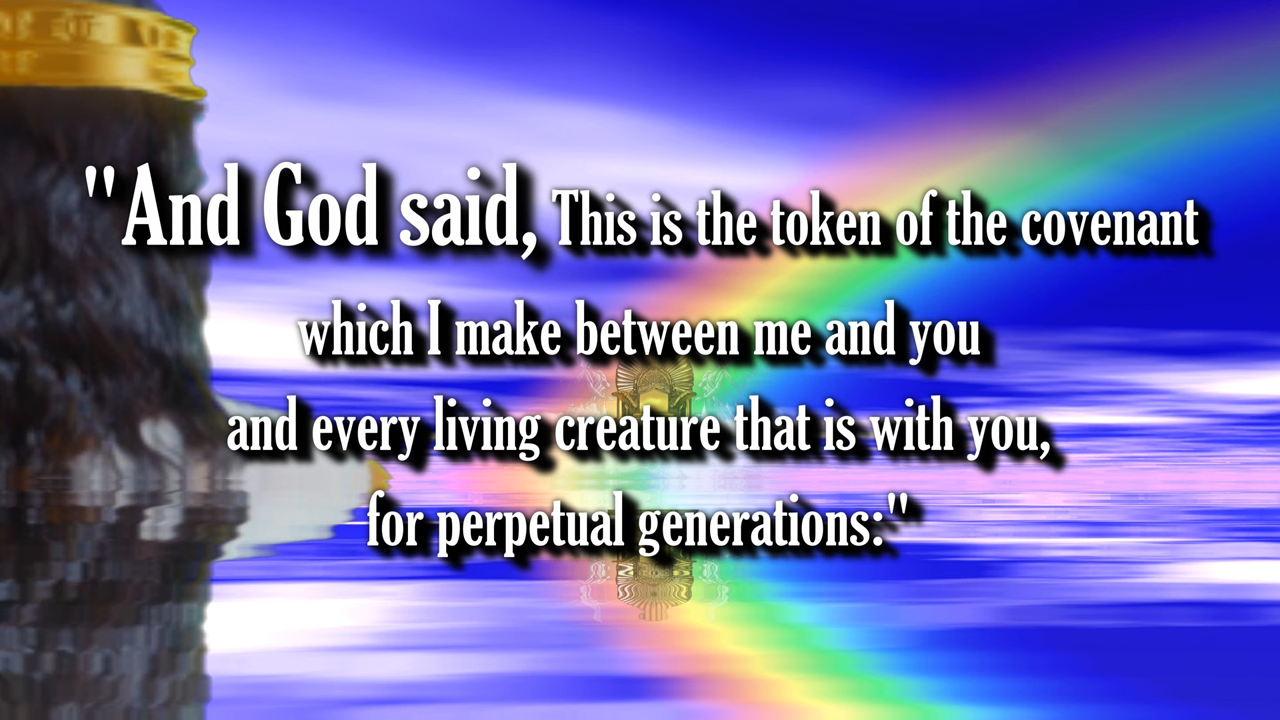 "And God said, This is the token of the covenant
which I make between me and you
and every living creature that is with you,
for perpetual generations:"